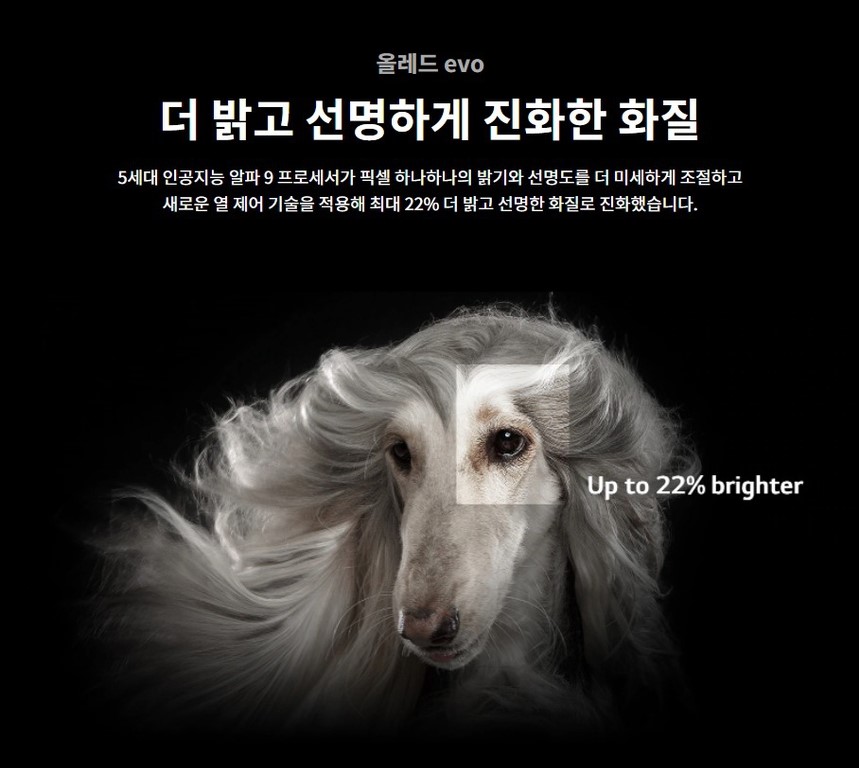 올레드 evo
더 밝고 선명하게 진화한 화질
5세대 인공지능 알파 9 프로세서가 픽셀 하나하나의 밝기와 선명도를 더 미세하게 조절하고
새로운 열 제어 기술을 적용해 최대 22% 더 밝고 선명한 화질로 진화했습니다.
Up to 22% brighter